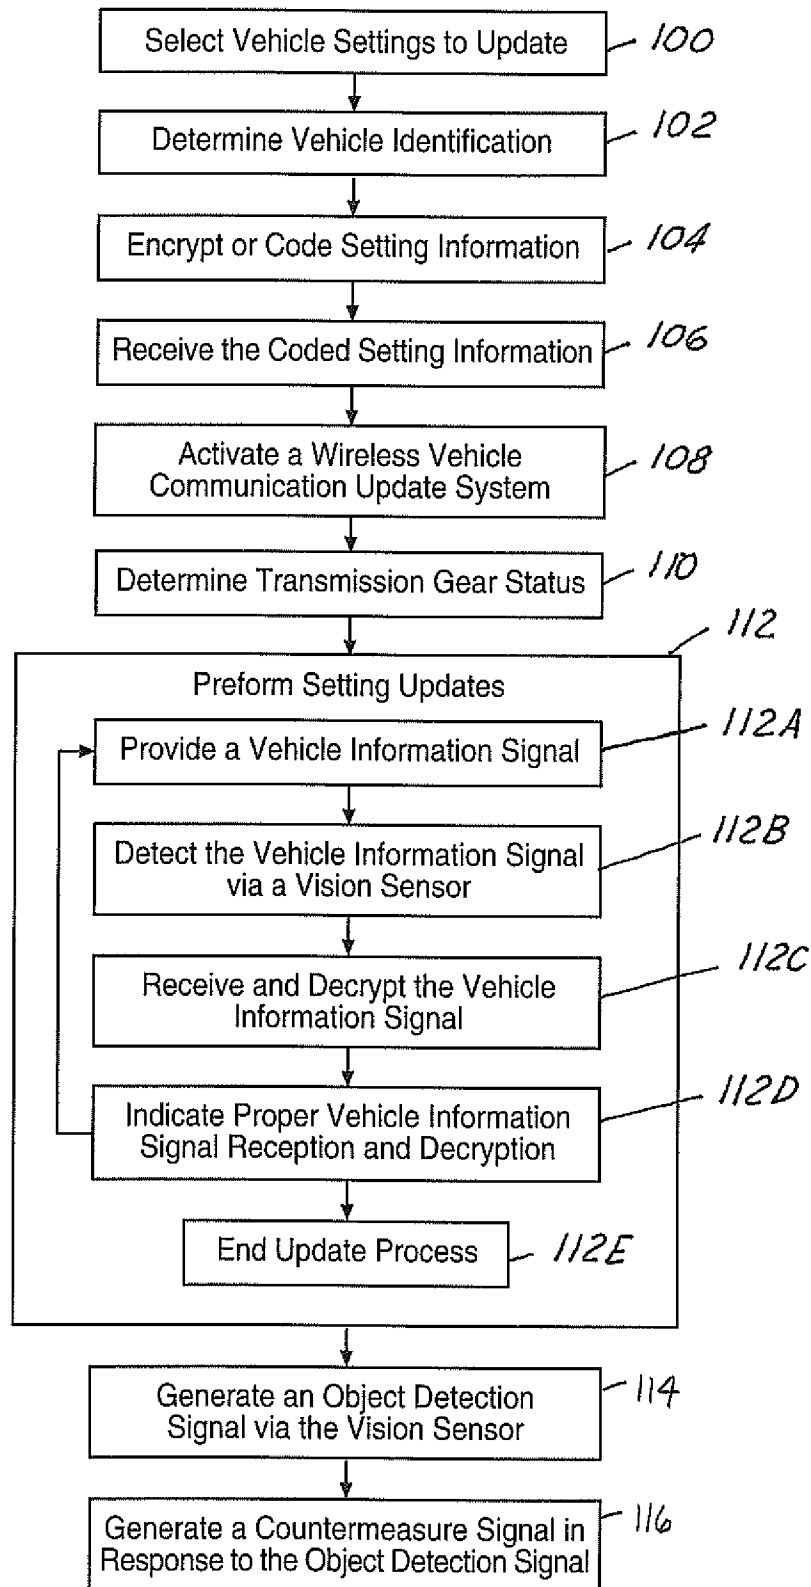 Select Vehicle Settings to Update 100
Determine Vehicle Identification 102
Encrypt or Code Setting Information 104
Receive the Coded Setting Information 106
Activate a Wireless Vehicle
Communication Update System 108
Determine Transmission Gear Status 110
112
Preform Setting Updates
Provide a Vehicle Information Signal 112A
Detect the Vehicle Information Signal
via a Vision Sensor 112B
Receive and Decrypt the Vehicle
Information Signal 112C
Indicate Proper Vehicle Information
Signal Reception and Decryption 112D
End Update Process 112E
Generate an Object Detection
Signal via the Vision Sensor 114
Generate a Countermeasure Signal in
Response to the Object Detection Signal 116